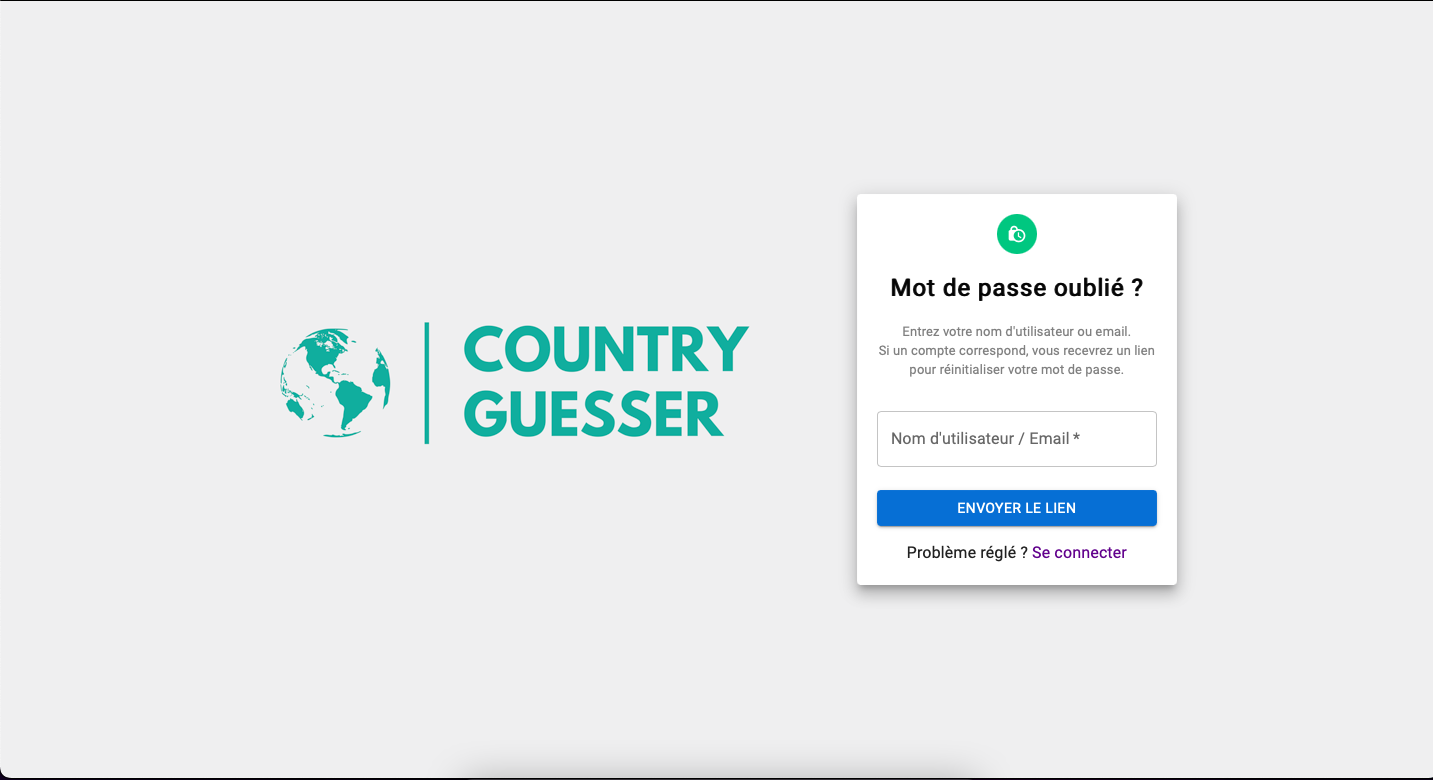 COUNTRY
GUESSER
Mot de passe oublié ?
Entrez votre nom d'utilisateur ou email.
Si un compte correspond, vous recevrez un lien
pour réinitialiser votre mot de passe.
Nom d'utilisateur / Email *
ENVOYER LE LIEN
Problème réglé ? Se connecter